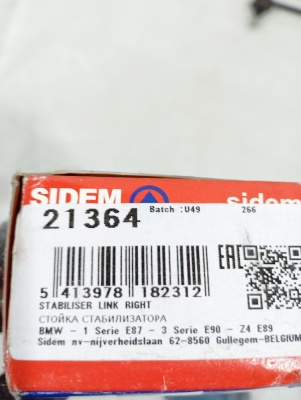 SIDEM sidem
21364 Batch :U49 266
EAC
5 413978 182312
STABILISER LINK RIGHT
СТОЙКА СТАБИЛИЗАТОРА
BMW - 1 Serie E87 - 3 Serie E90 - Z4 E89
Sidem nv-nijverheidslaan 62-8560 Gullegem-BELGIUM